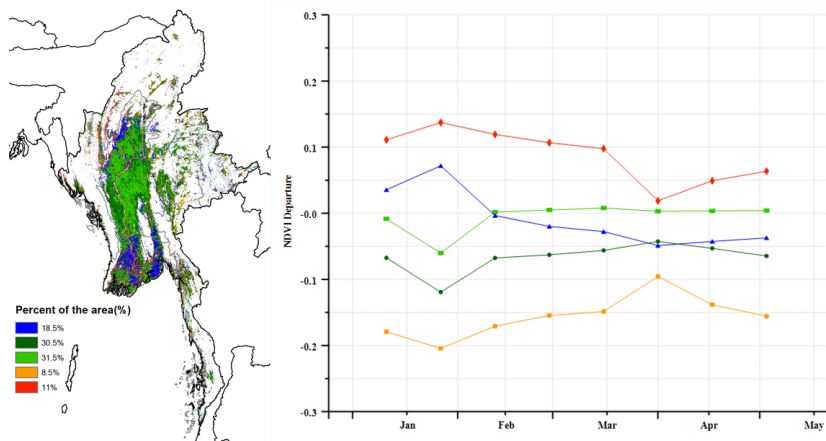 Percent of the area(%)
18.5%
30.5%
31.5%
8.5%
11%
NDVI Departure
0.3
0.2
0.1
-0.0
-0.1
-0.2
-0.3
Jan
Feb
Mar
Apr
May